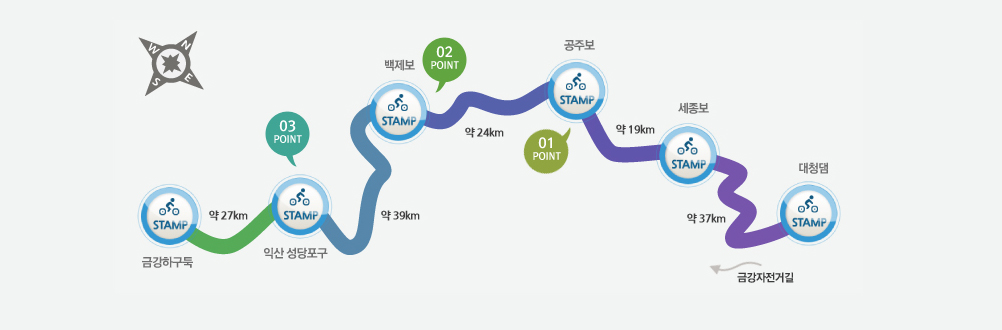 공주보
백제보
02
POINT
N
W
E
S
STAMP
STAMP
세종보
03
POINT
약 24km
약 19km
01
POINT
STAMP
대청댐
STAMP
STAMP
STAMP
약 27km
약 39km
약 37km
금강하구둑
익산 성당포구
금강자전거길